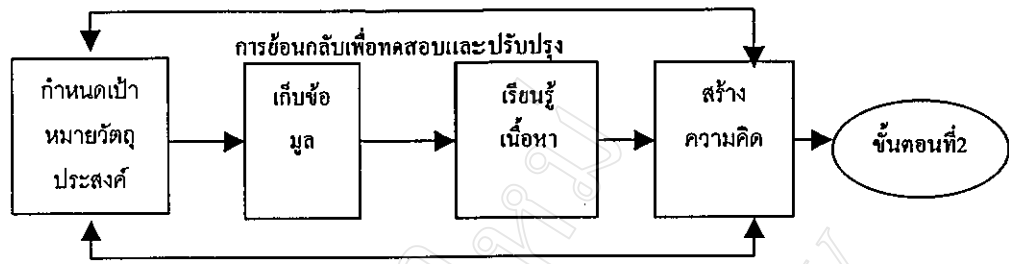 การย้อนกลับเพื่อทดสอบและปรับปรุง
กำหนดเป้า
หมายวัตถุ
ประสงค์
เก็บข้อ
มูล
เรียนรู้
เนื้อหา
สร้าง
ความคิด
ขั้นตอนที่2